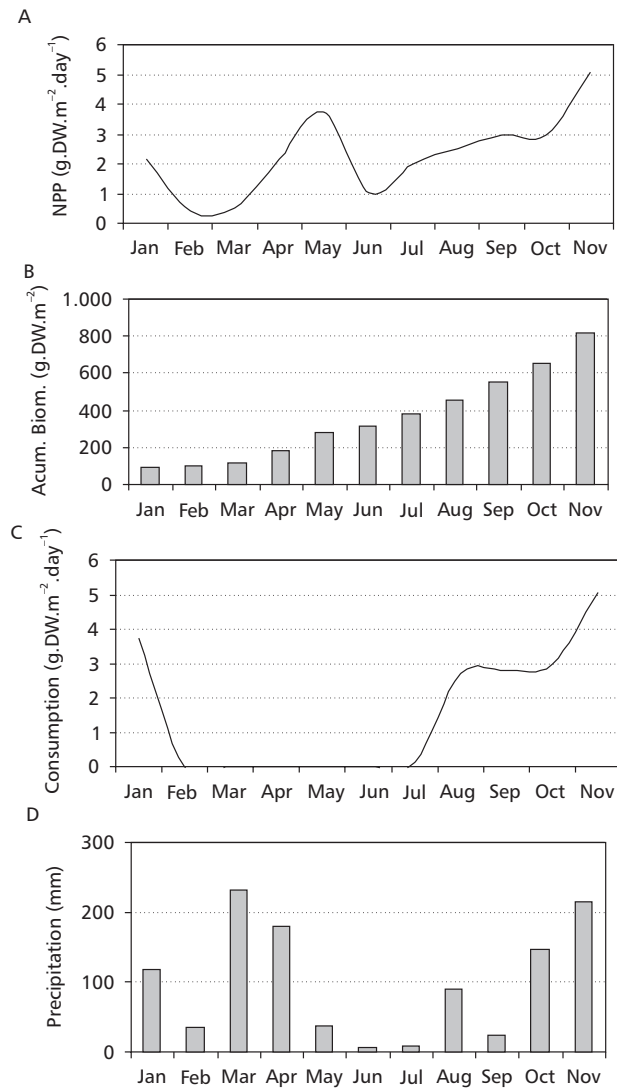 A
NPP (g.DW.m⁻².day⁻¹)
6
5
4
3
2
1
0
Jan Feb Mar Apr May Jun Jul Aug Sep Oct Nov
B
Acum. Biom. (g.DW.m⁻²)
1.000
800
600
400
200
0
Jan Feb Mar Apr May Jun Jul Aug Sep Oct Nov
C
Consumption (g.DW.m⁻².day⁻¹)
6
5
4
3
2
1
0
Jan Feb Mar Apr May Jun Jul Aug Sep Oct Nov
D
Precipitation (mm)
300
200
100
0
Jan Feb Mar Apr May Jun Jul Aug Sep Oct Nov